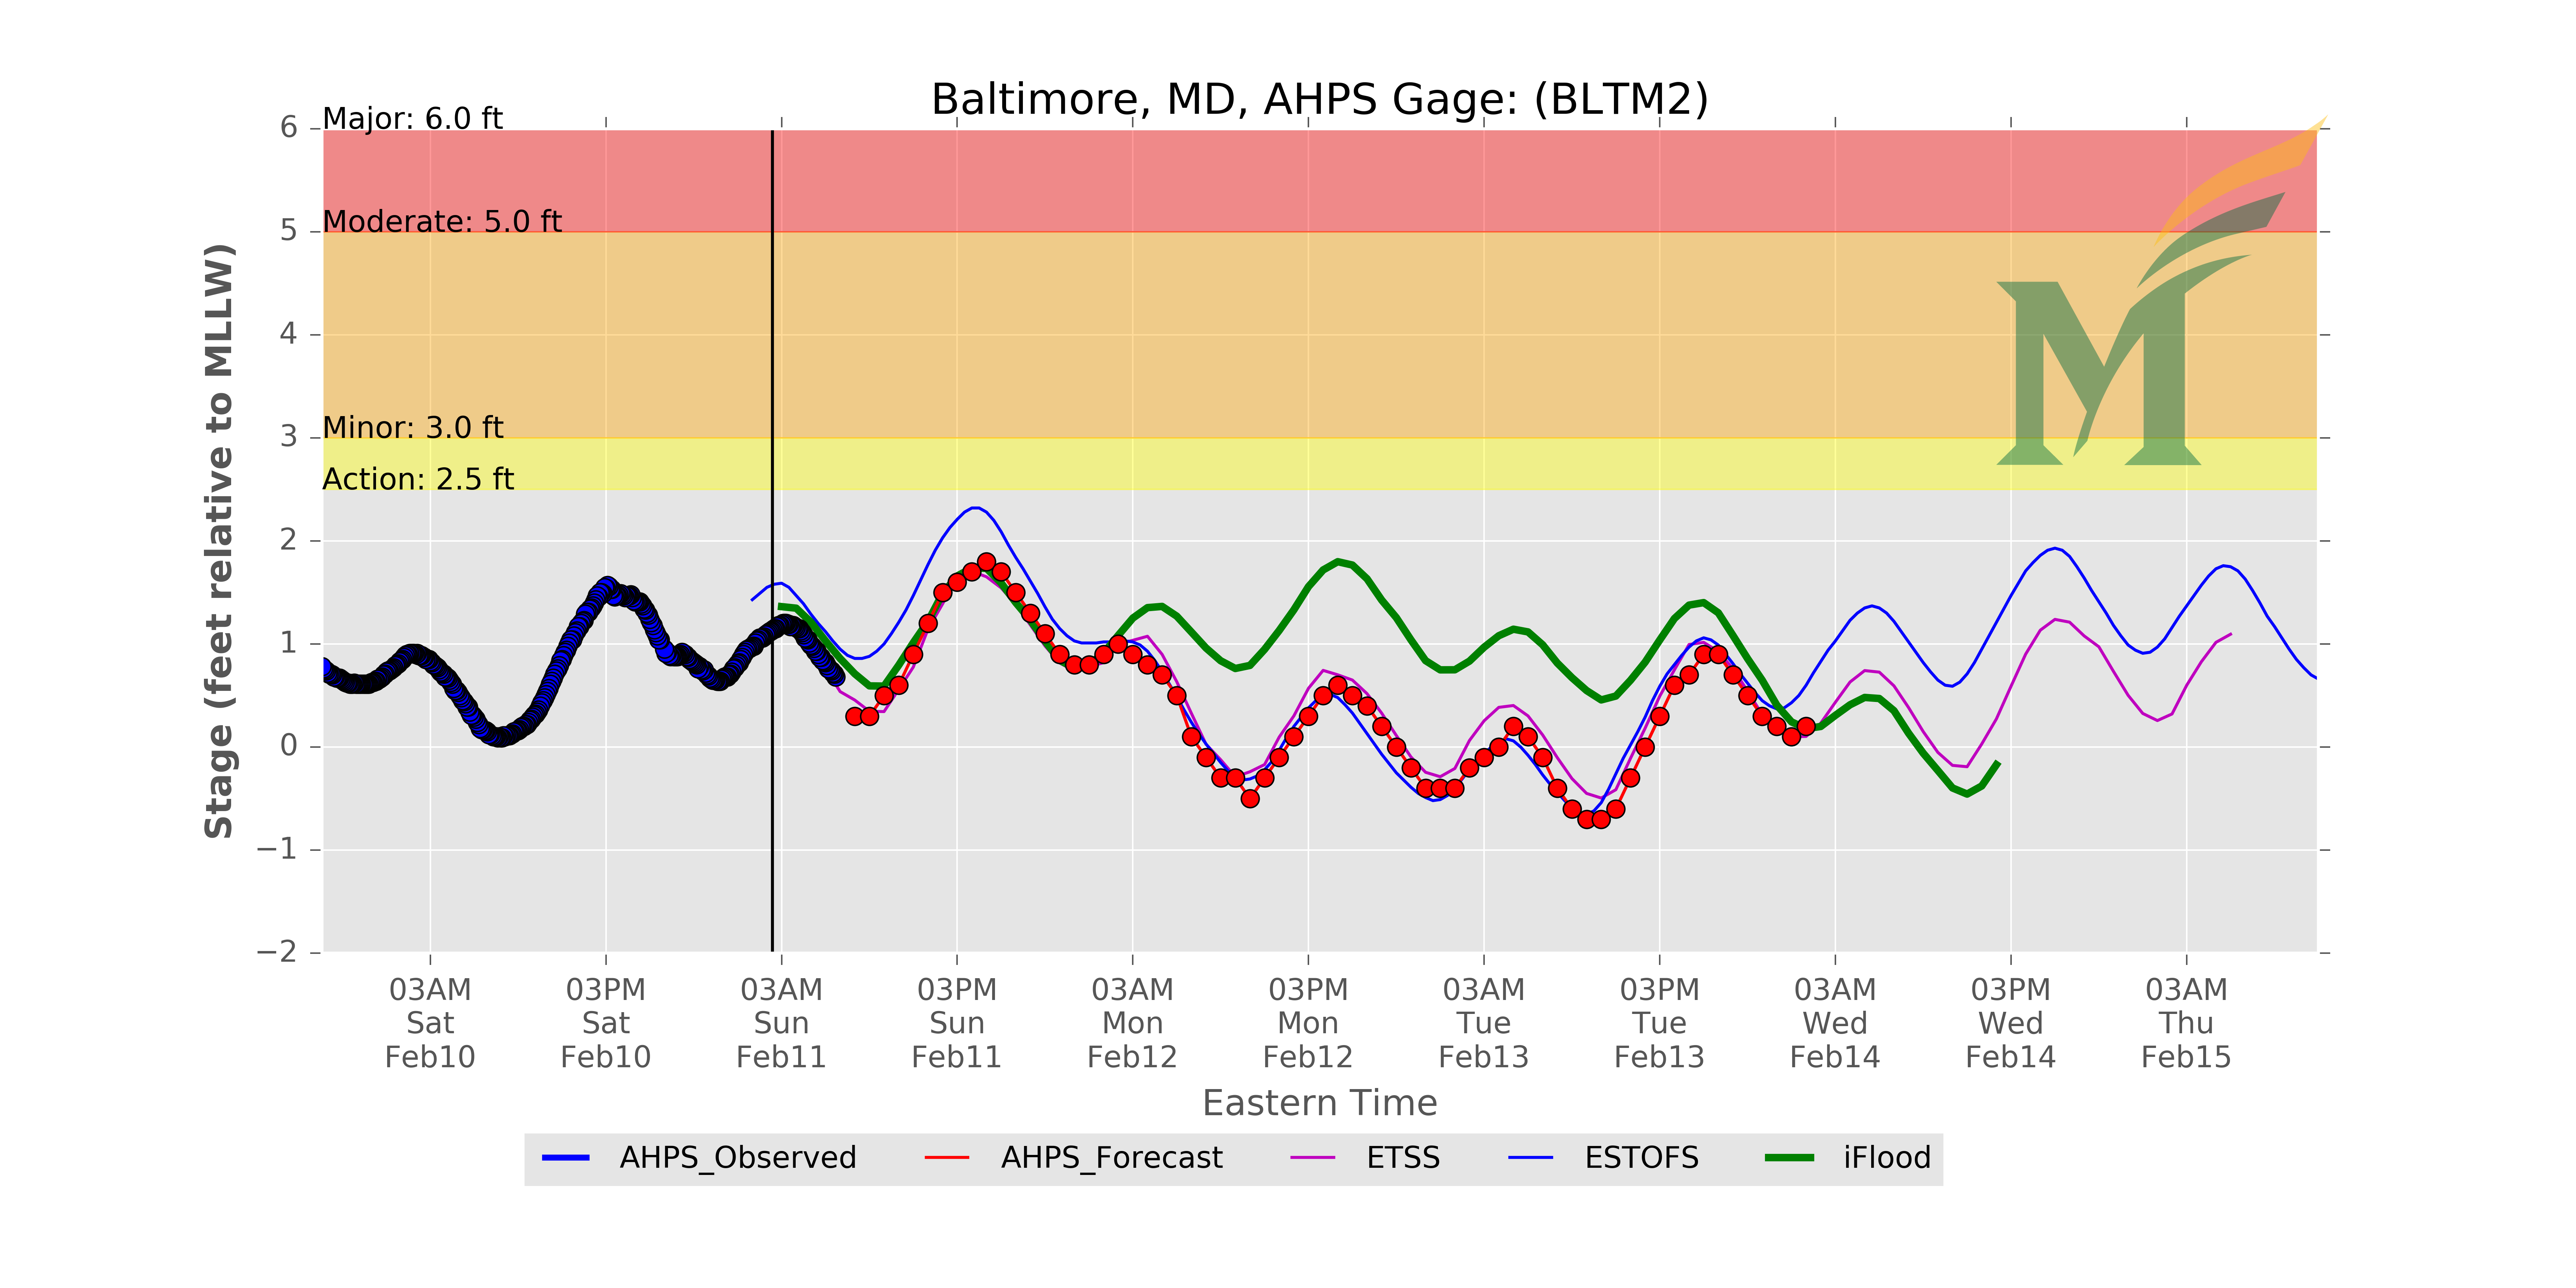 Baltimore, MD, AHPS Gage: (BLTM2)
Major: 6.0 ft
Moderate: 5.0 ft
Minor: 3.0 ft
Action: 2.5 ft
6
5
4
3
2
1
0
−1
−2
Stage (feet relative to MLLW)
03AM 03PM 03AM 03PM 03AM 03PM 03AM 03PM 03AM 03PM 03AM
Sat Sat Sun Sun Mon Mon Tue Tue Wed Wed Thu
Feb10 Feb10 Feb11 Feb11 Feb12 Feb12 Feb13 Feb13 Feb14 Feb14 Feb15
Eastern Time
AHPS_Observed AHPS_Forecast ETSS ESTOFS iFlood
M